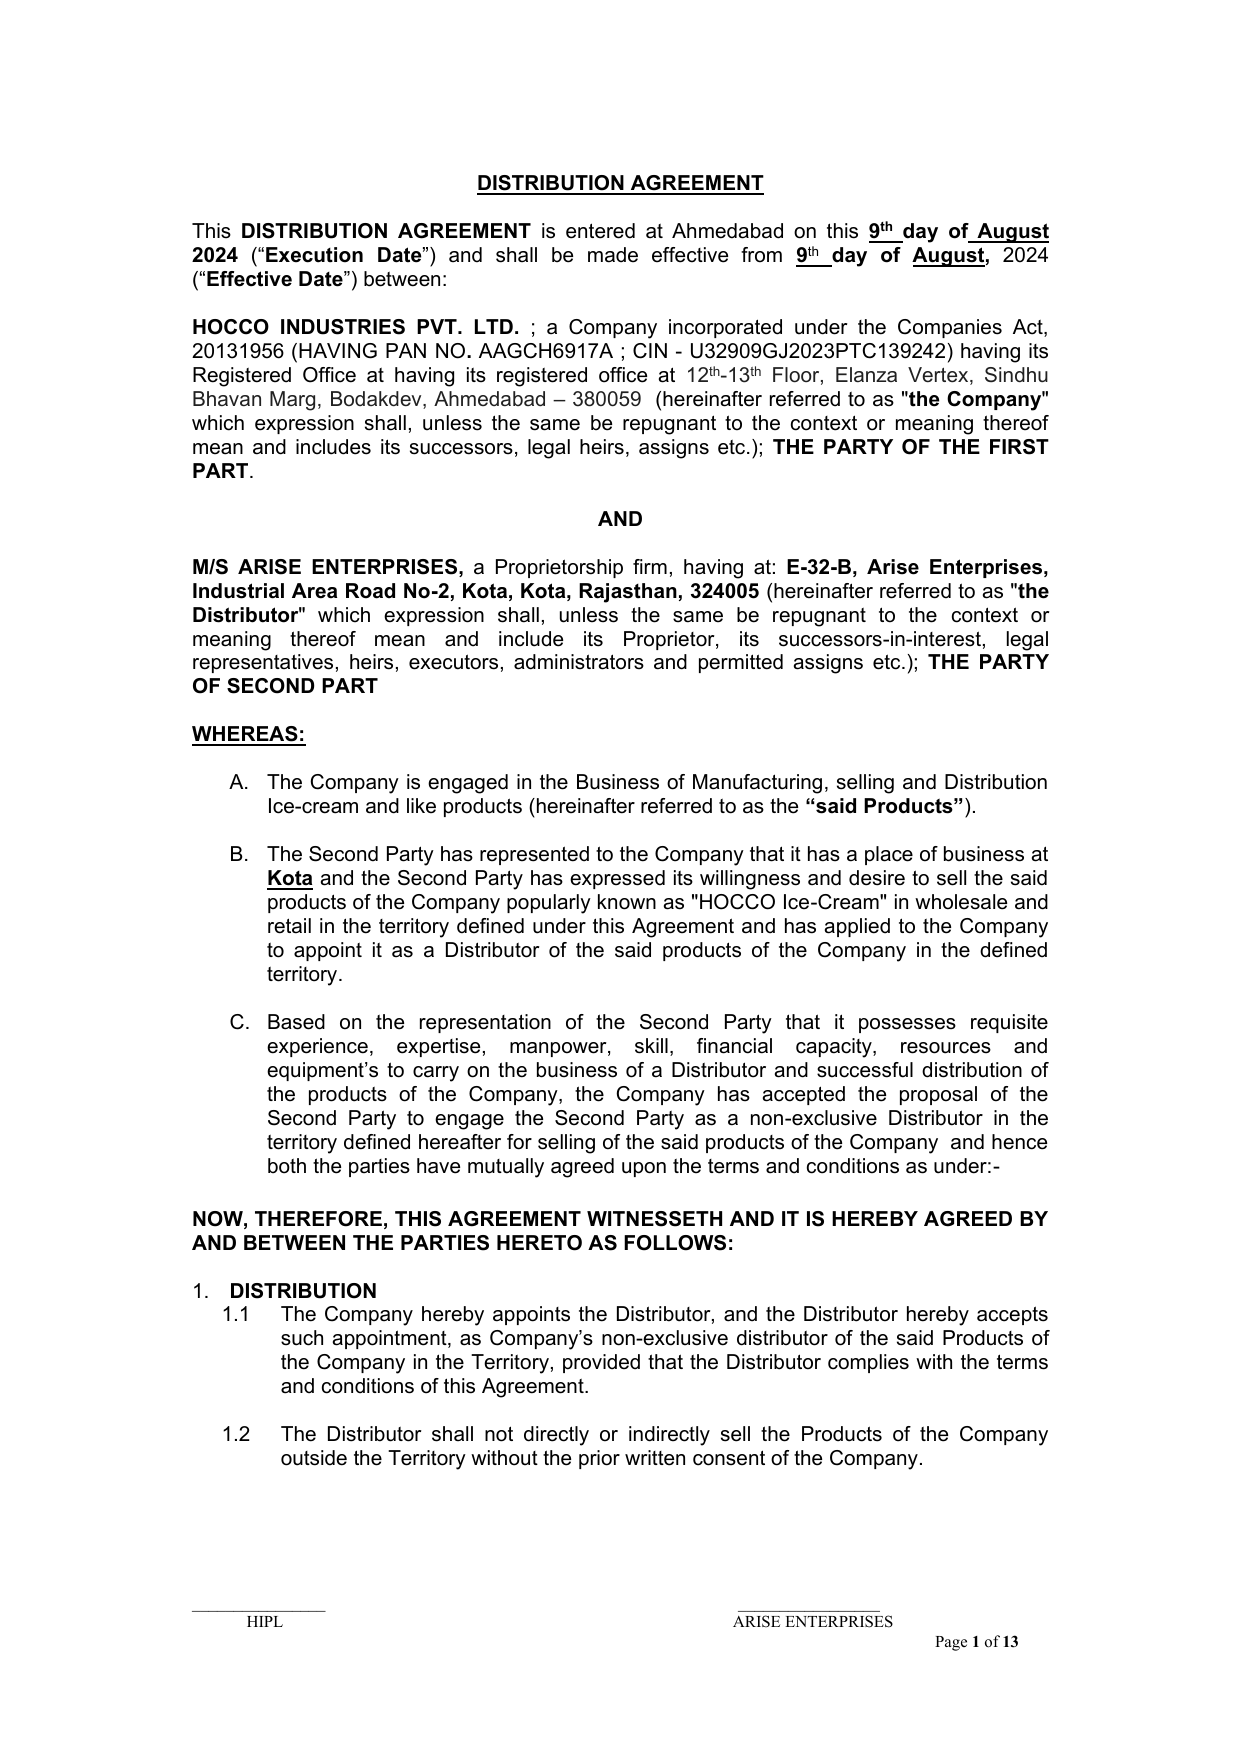 DISTRIBUTION AGREEMENT
This DISTRIBUTION AGREEMENT is entered at Ahmedabad on this 9th day of August
2024 (“Execution Date”) and shall be made effective from 9th day of August, 2024
(“Effective Date”) between:
HOCCO INDUSTRIES PVT. LTD. ; a Company incorporated under the Companies Act,
20131956 (HAVING PAN NO. AAGCH6917A ; CIN - U32909GJ2023PTC139242) having its
Registered Office at having its registered office at 12th-13th Floor, Elanza Vertex, Sindhu
Bhavan Marg, Bodakdev, Ahmedabad – 380059 (hereinafter referred to as "the Company"
which expression shall, unless the same be repugnant to the context or meaning thereof
mean and includes its successors, legal heirs, assigns etc.); THE PARTY OF THE FIRST
PART.
AND
M/S ARISE ENTERPRISES, a Proprietorship firm, having at: E-32-B, Arise Enterprises,
Industrial Area Road No-2, Kota, Kota, Rajasthan, 324005 (hereinafter referred to as "the
Distributor" which expression shall, unless the same be repugnant to the context or
meaning thereof mean and include its Proprietor, its successors-in-interest, legal
representatives, heirs, executors, administrators and permitted assigns etc.); THE PARTY
OF SECOND PART
WHEREAS:
A. The Company is engaged in the Business of Manufacturing, selling and Distribution
Ice-cream and like products (hereinafter referred to as the “said Products”).
B. The Second Party has represented to the Company that it has a place of business at
Kota and the Second Party has expressed its willingness and desire to sell the said
products of the Company popularly known as "HOCCO Ice-Cream" in wholesale and
retail in the territory defined under this Agreement and has applied to the Company
to appoint it as a Distributor of the said products of the Company in the defined
territory.
C. Based on the representation of the Second Party that it possesses requisite
experience, expertise, manpower, skill, financial capacity, resources and
equipment’s to carry on the business of a Distributor and successful distribution of
the products of the Company, the Company has accepted the proposal of the
Second Party to engage the Second Party as a non-exclusive Distributor in the
territory defined hereafter for selling of the said products of the Company and hence
both the parties have mutually agreed upon the terms and conditions as under:-
NOW, THEREFORE, THIS AGREEMENT WITNESSETH AND IT IS HEREBY AGREED BY
AND BETWEEN THE PARTIES HERETO AS FOLLOWS:
1. DISTRIBUTION
1.1 The Company hereby appoints the Distributor, and the Distributor hereby accepts
such appointment, as Company’s non-exclusive distributor of the said Products of
the Company in the Territory, provided that the Distributor complies with the terms
and conditions of this Agreement.
1.2 The Distributor shall not directly or indirectly sell the Products of the Company
outside the Territory without the prior written consent of the Company.
HIPL ARISE ENTERPRISES
Page 1 of 13